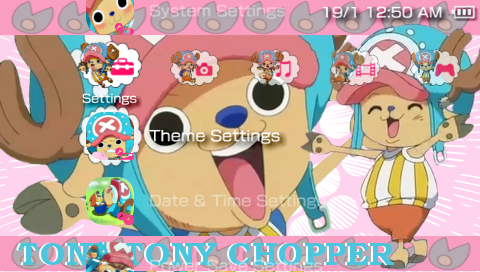 System Settings
19/1 12:50 AM
Settings
Theme Settings
Date & Time Settings
TONY TONY CHOPPER
Power Save Settings